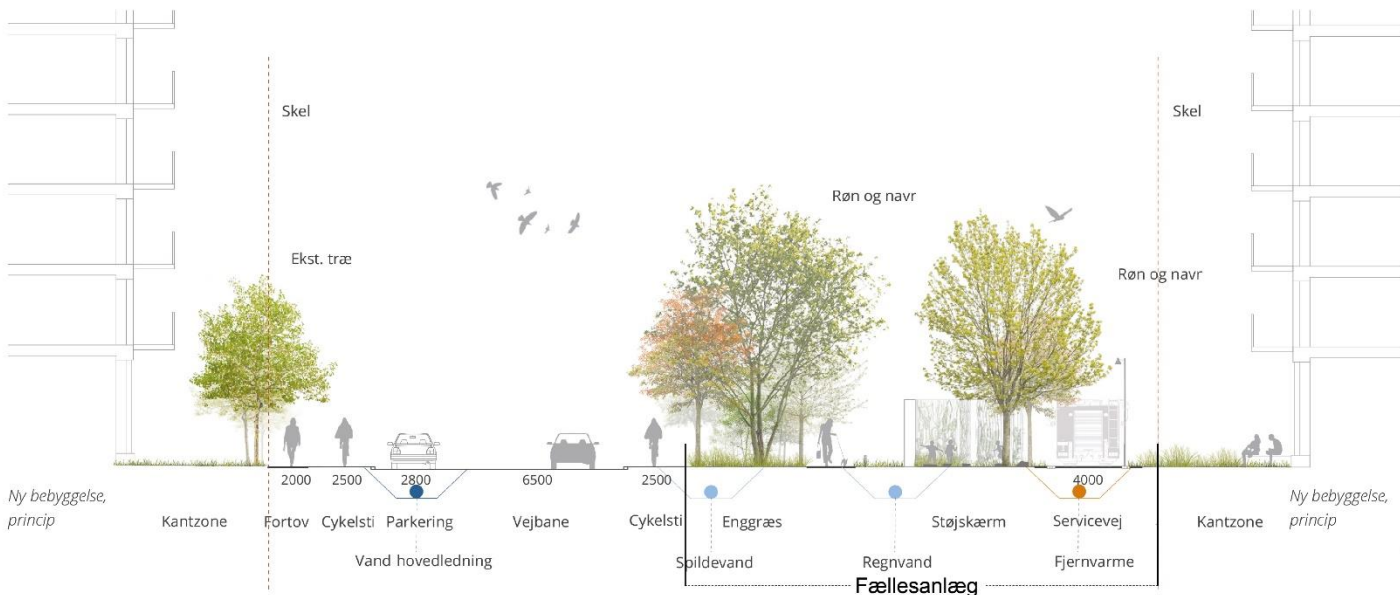 Skel
Skel
Røn og navr
Ekst. træ
Røn og navr
2000 2500 2800 6500 2500 4000
Ny bebyggelse,
princip
Kantzone Fortov Cykelsti Parkering Vejbane Cykelsti Enggræs Støjskærm Servicevej Kantzone
Ny bebyggelse,
princip
Vand hovedledning Spildevand Regnvand Fjernvarme
Fællesanlæg